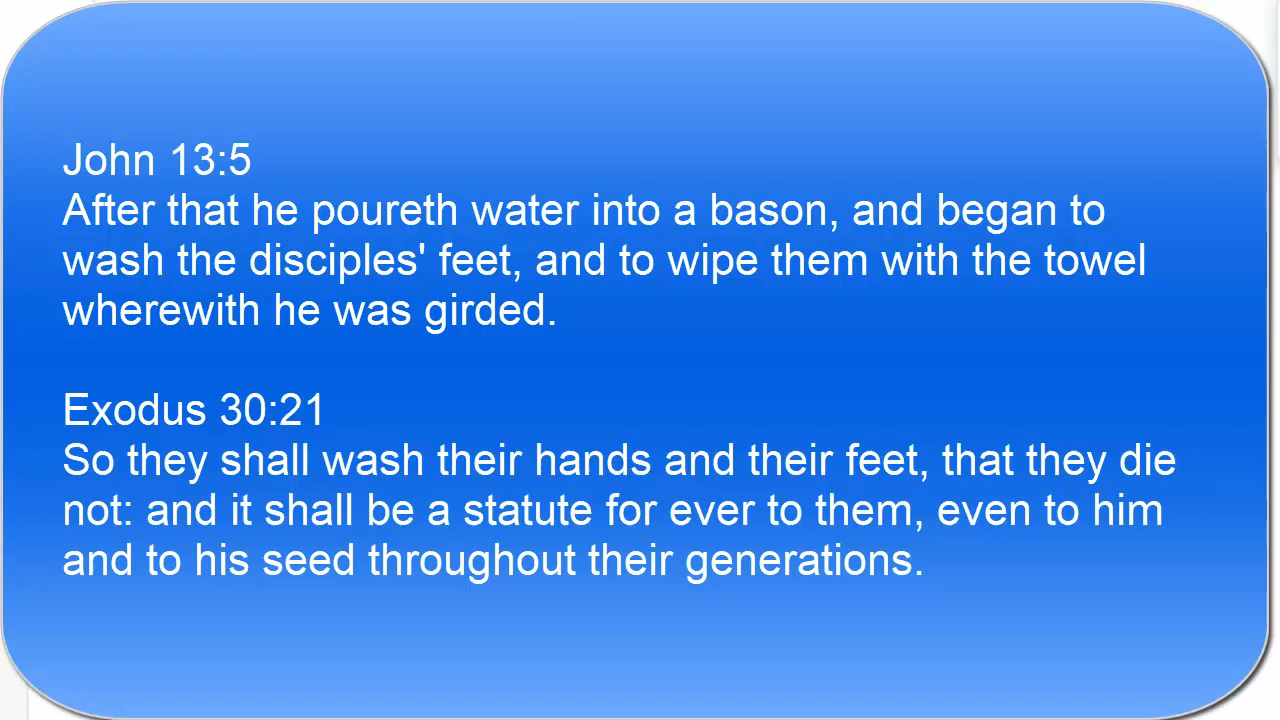 John 13:5
After that he poureth water into a bason, and began to
wash the disciples' feet, and to wipe them with the towel
wherewith he was girded.
Exodus 30:21
So they shall wash their hands and their feet, that they die
not: and it shall be a statute for ever to them, even to him
and to his seed throughout their generations.